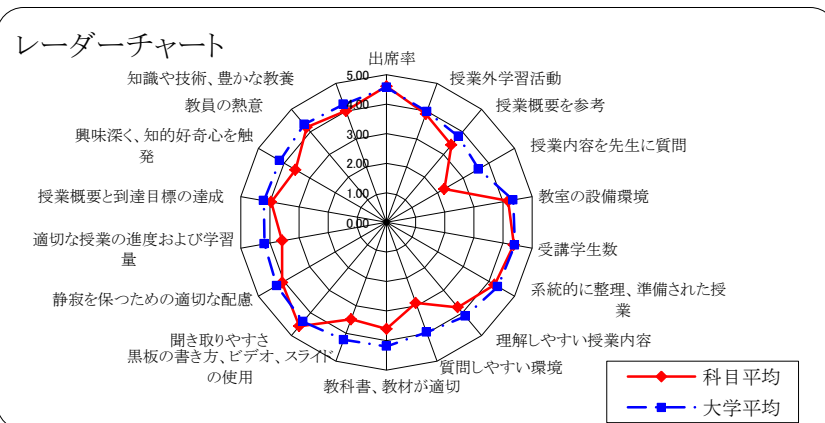 レーダーチャート
出席率
授業外学習活動
授業概要を参考
授業内容を先生に質問
教室の設備環境
受講学生数
系統的に整理、準備された授
業
理解しやすい授業内容
質問しやすい環境
教科書、教材が適切
黒板の書き方、ビデオ、スライド
の使用
聞き取りやすさ
静寂を保つための適切な配慮
適切な授業の進度および学習
量
授業概要と到達目標の達成
興味深く、知的好奇心を触
発
教員の熱意
知識や技術、豊かな教養
5.00
4.00
3.00
2.00
1.00
0.00
科目平均
大学平均